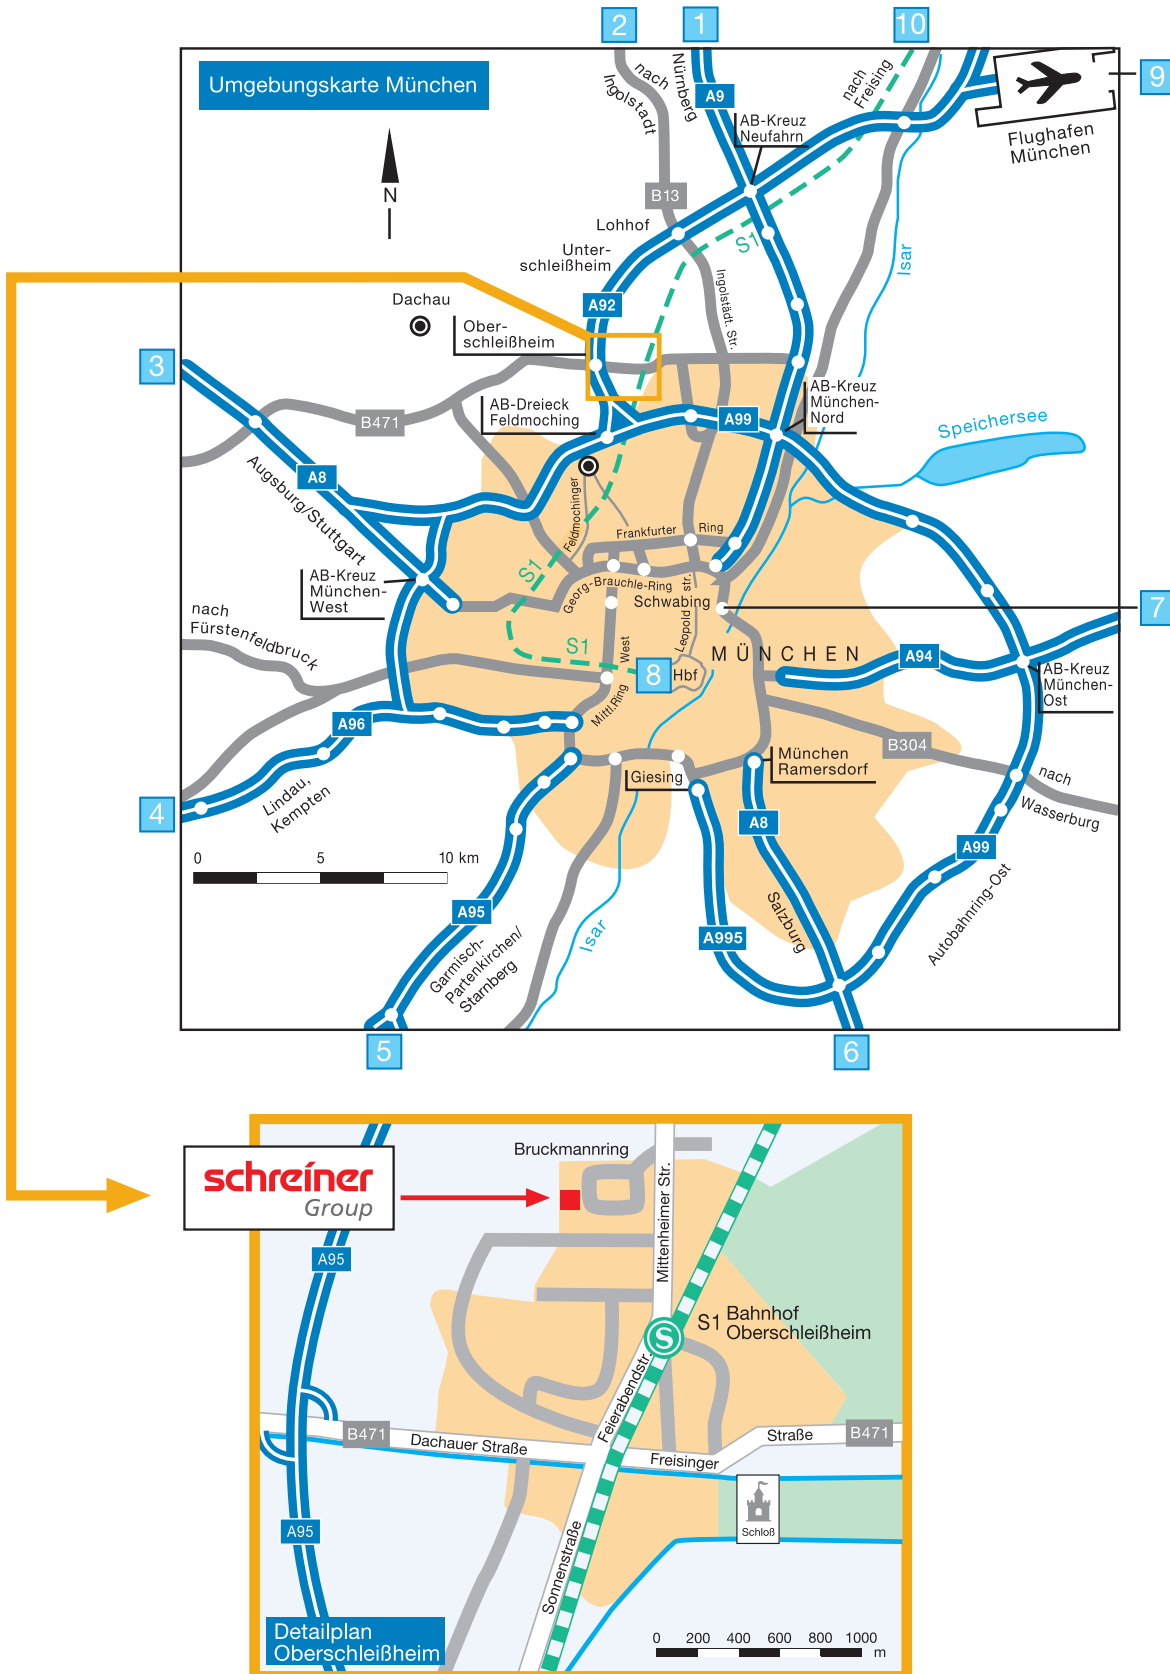 2
1
10
Umgebungskarte München
nach
Ingolstadt
Nürnberg
A9
nach
Freising
9
AB-Kreuz
Neufahrn
Flughafen
München
N
B13
Lohhof
S1
Isar
Unter-
schleißheim
Ingolstädt. Str.
A92
Dachau
Ober-
schleißheim
3
AB-Kreuz
München-
Nord
AB-Dreieck
Feldmoching
A99
B471
Speichersee
A8
Augsburg/Stuttgart
Feldmochinger
Frankfurter
Ring
S1
AB-Kreuz
München-
West
Georg-Brauchle-Ring
Leopold str.
Schwabing
7
nach
Fürstenfeldbruck
S1
West
MÜNCHEN
A94
8
Hbf
AB-Kreuz
München-
Ost
Mittl.Ring
A96
B304
München
Ramersdorf
Giesing
nach
Wasserburg
Lindau,
Kempten
4
A8
A99
0 5 10 km
Salzburg
Autobahnring-Ost
A95
A995
Isar
Garmisch-
Partenkirchen/
Starnberg
5
6
Bruckmannring
schreiner
Group
Mittenheimer Str.
A95
S1 Bahnhof
Oberschleißheim
S
Feierabendstr.
B471
Dachauer Straße
Freisinger
Straße
B471
Schloß
A95
Sonnenstraße
Detailplan
Oberschleißheim
0 200 400 600 800 1000
m